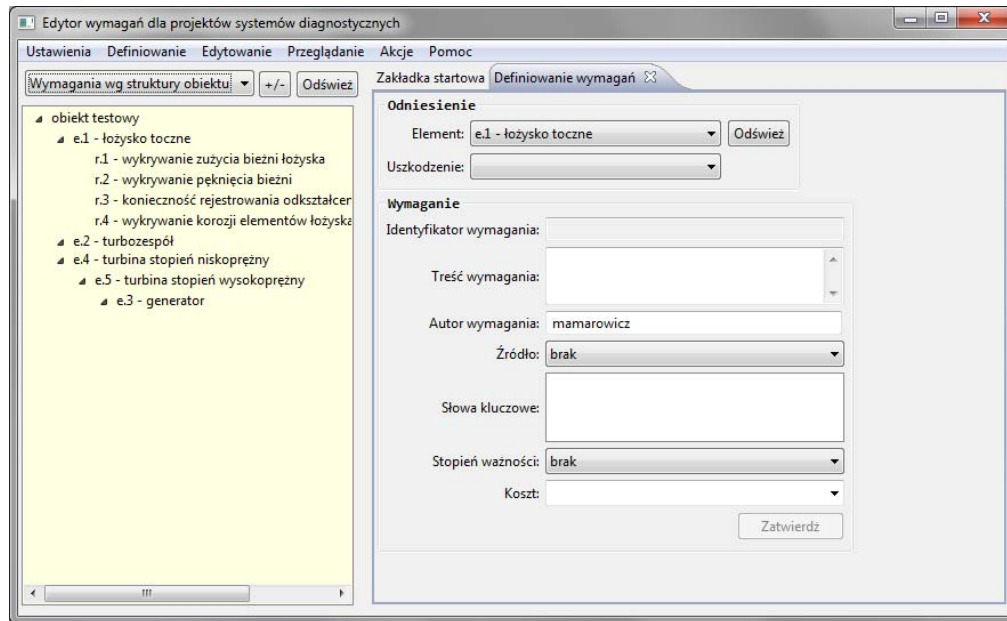 Edytor wymagań dla projektów systemów diagnostycznych
Ustawienia Definiowanie Edytowanie Przeglądanie Akcje Pomoc
Wymagania wg struktury obiektu +/- Odśwież
obiekt testowy
e.1 - łożysko toczne
r.1 - wykrywanie zużycia bieżni łożyska
r.2 - wykrywanie pęknięcia bieżni
r.3 - konieczność rejestrowania odkształcer
r.4 - wykrywanie korozji elementów łożyska
e.2 - turbozespół
e.4 - turbina stopień niskoprężny
e.5 - turbina stopień wysokoprężny
e.3 - generator
Zakładka startowa Definiowanie wymagań
Odniesienie
Element: e.1 - łożysko toczne Odśwież
Uszkodzenie:
Wymaganie
Identyfikator wymagania:
Treść wymagania:
Autor wymagania: mamarowicz
Źródło: brak
Słowa kluczowe:
Stopień ważności: brak
Koszt:
Zatwierdź